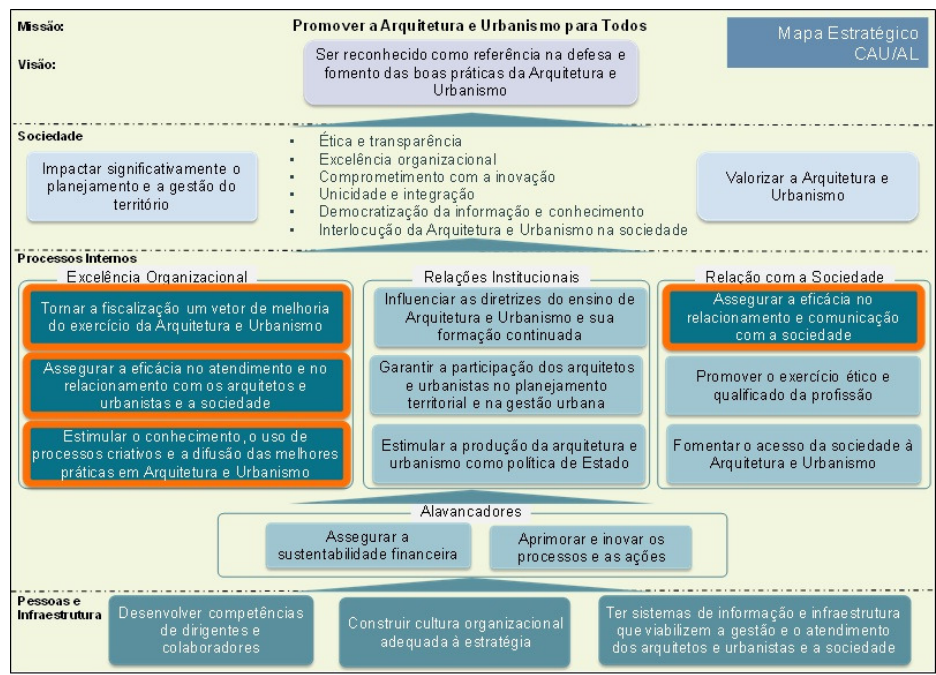 Missão:
Promover a Arquitetura e Urbanismo para Todos
Mapa Estratégico
CAU/AL
Visão:
Ser reconhecido como referência na defesa e
fomento das boas práticas da Arquitetura e
Urbanismo
Sociedade
Impactar significativamente o
planejamento e a gestão do
território
▪ Ética e transparência
▪ Excelência organizacional
▪ Comprometimento com a inovação
▪ Unicidade e integração
▪ Democratização da informação e conhecimento
▪ Interlocução da Arquitetura e Urbanismo na sociedade
Valorizar a Arquitetura e
Urbanismo
Processos Internos
Excelência Organizacional
Tornar a fiscalização um vetor de melhoria
do exercício da Arquitetura e Urbanismo
Assegurar a eficácia no atendimento e no
relacionamento com os arquitetos e
urbanistas e a sociedade
Estimular o conhecimento, o uso de
processos criativos e a difusão das melhores
práticas em Arquitetura e Urbanismo
Relações Institucionais
Influenciar as diretrizes do ensino de
Arquitetura e Urbanismo e sua
formação continuada
Garantir a participação dos arquitetos
e urbanistas no planejamento
territorial e na gestão urbana
Estimular a produção da arquitetura e
urbanismo como política de Estado
Relação com a Sociedade
Assegurar a eficácia no
relacionamento e comunicação
com a sociedade
Promover o exercício ético e
qualificado da profissão
Fomentar o acesso da sociedade à
Arquitetura e Urbanismo
Alavancadores
Assegurar a
sustentabilidade financeira
Aprimorar e inovar os
processos e as ações
Pessoas e
Infraestrutura
Desenvolver competências
de dirigentes e
colaboradores
Construir cultura organizacional
adequada à estratégia
Ter sistemas de informação e infraestrutura
que viabilizem a gestão e o atendimento
dos arquitetos e urbanistas e a sociedade